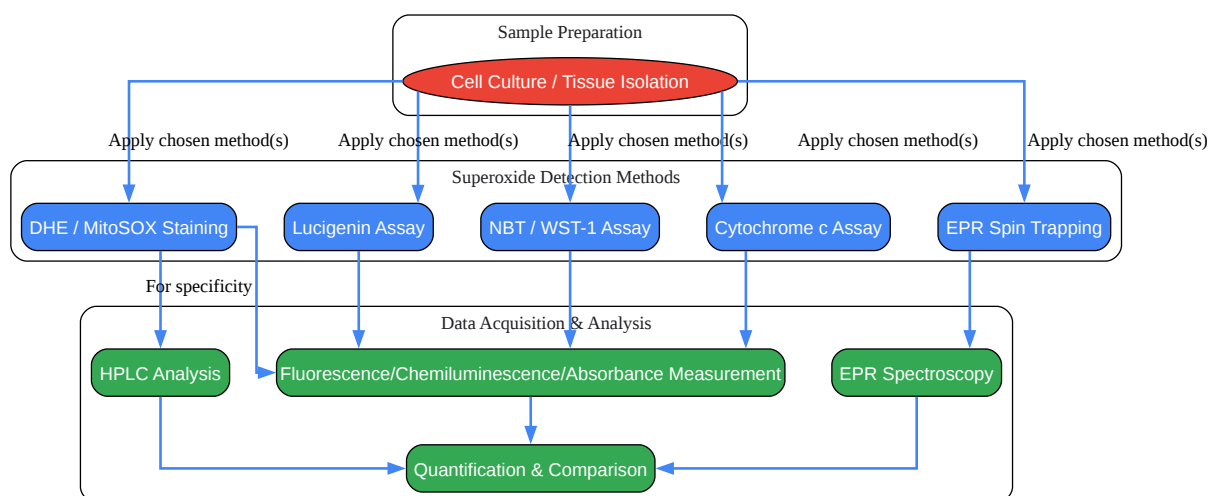 Sample Preparation
Cell Culture / Tissue Isolation
Apply chosen method(s)
Apply chosen method(s)
Apply chosen method(s)
Apply chosen method(s)
Apply chosen method(s)
Superoxide Detection Methods
DHE / MitoSOX Staining
Lucigenin Assay
NBT / WST-1 Assay
Cytochrome c Assay
EPR Spin Trapping
For specificity
Data Acquisition & Analysis
HPLC Analysis
Fluorescence/Chemiluminescence/Absorbance Measurement
EPR Spectroscopy
Quantification & Comparison